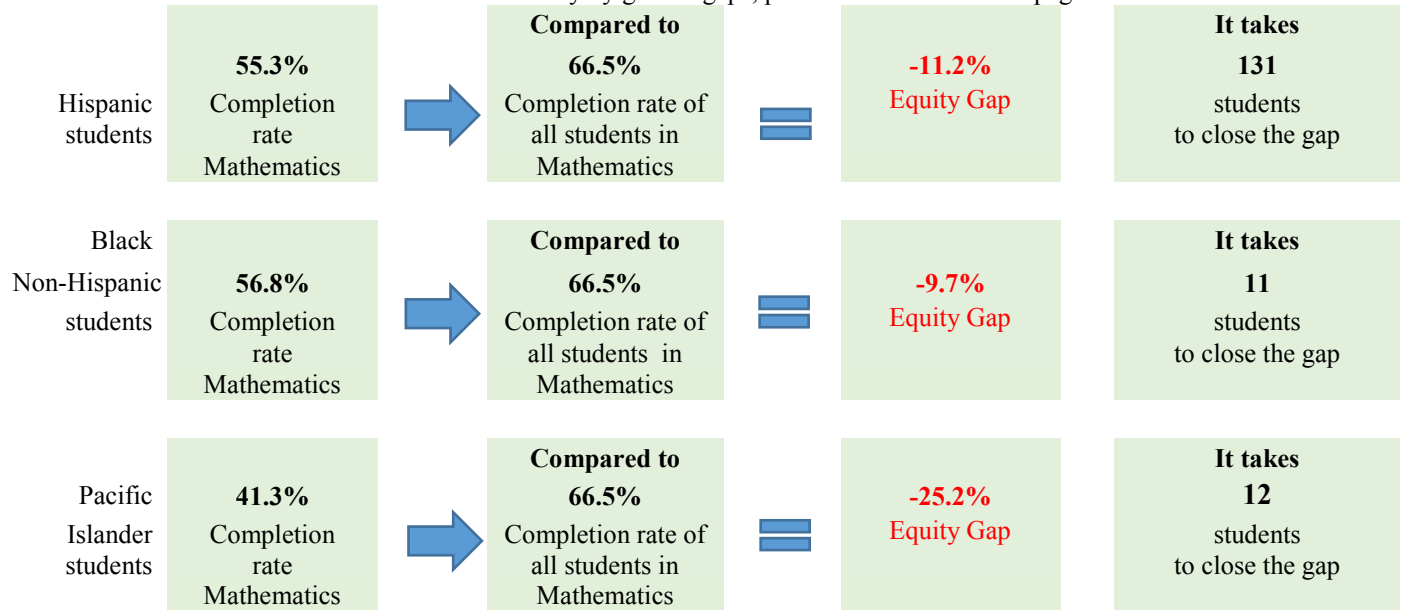 Hispanic
students
55.3%
Completion
rate
Mathematics
Compared to
66.5%
Completion rate of
all students in
Mathematics
-11.2%
Equity Gap
It takes
131
students
to close the gap
Black
Non-Hispanic
students
56.8%
Completion
rate
Mathematics
Compared to
66.5%
Completion rate of
all students in
Mathematics
-9.7%
Equity Gap
It takes
11
students
to close the gap
Pacific
Islander
students
41.3%
Completion
rate
Mathematics
Compared to
66.5%
Completion rate of
all students in
Mathematics
-25.2%
Equity Gap
It takes
12
students
to close the gap